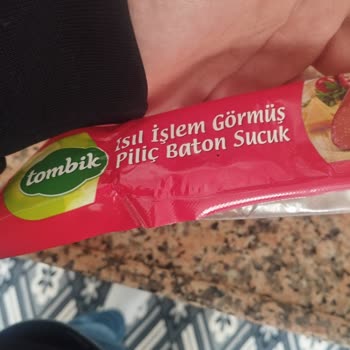 tombik
Isıl İşlem Görmüş
Piliç Baton Sucuk